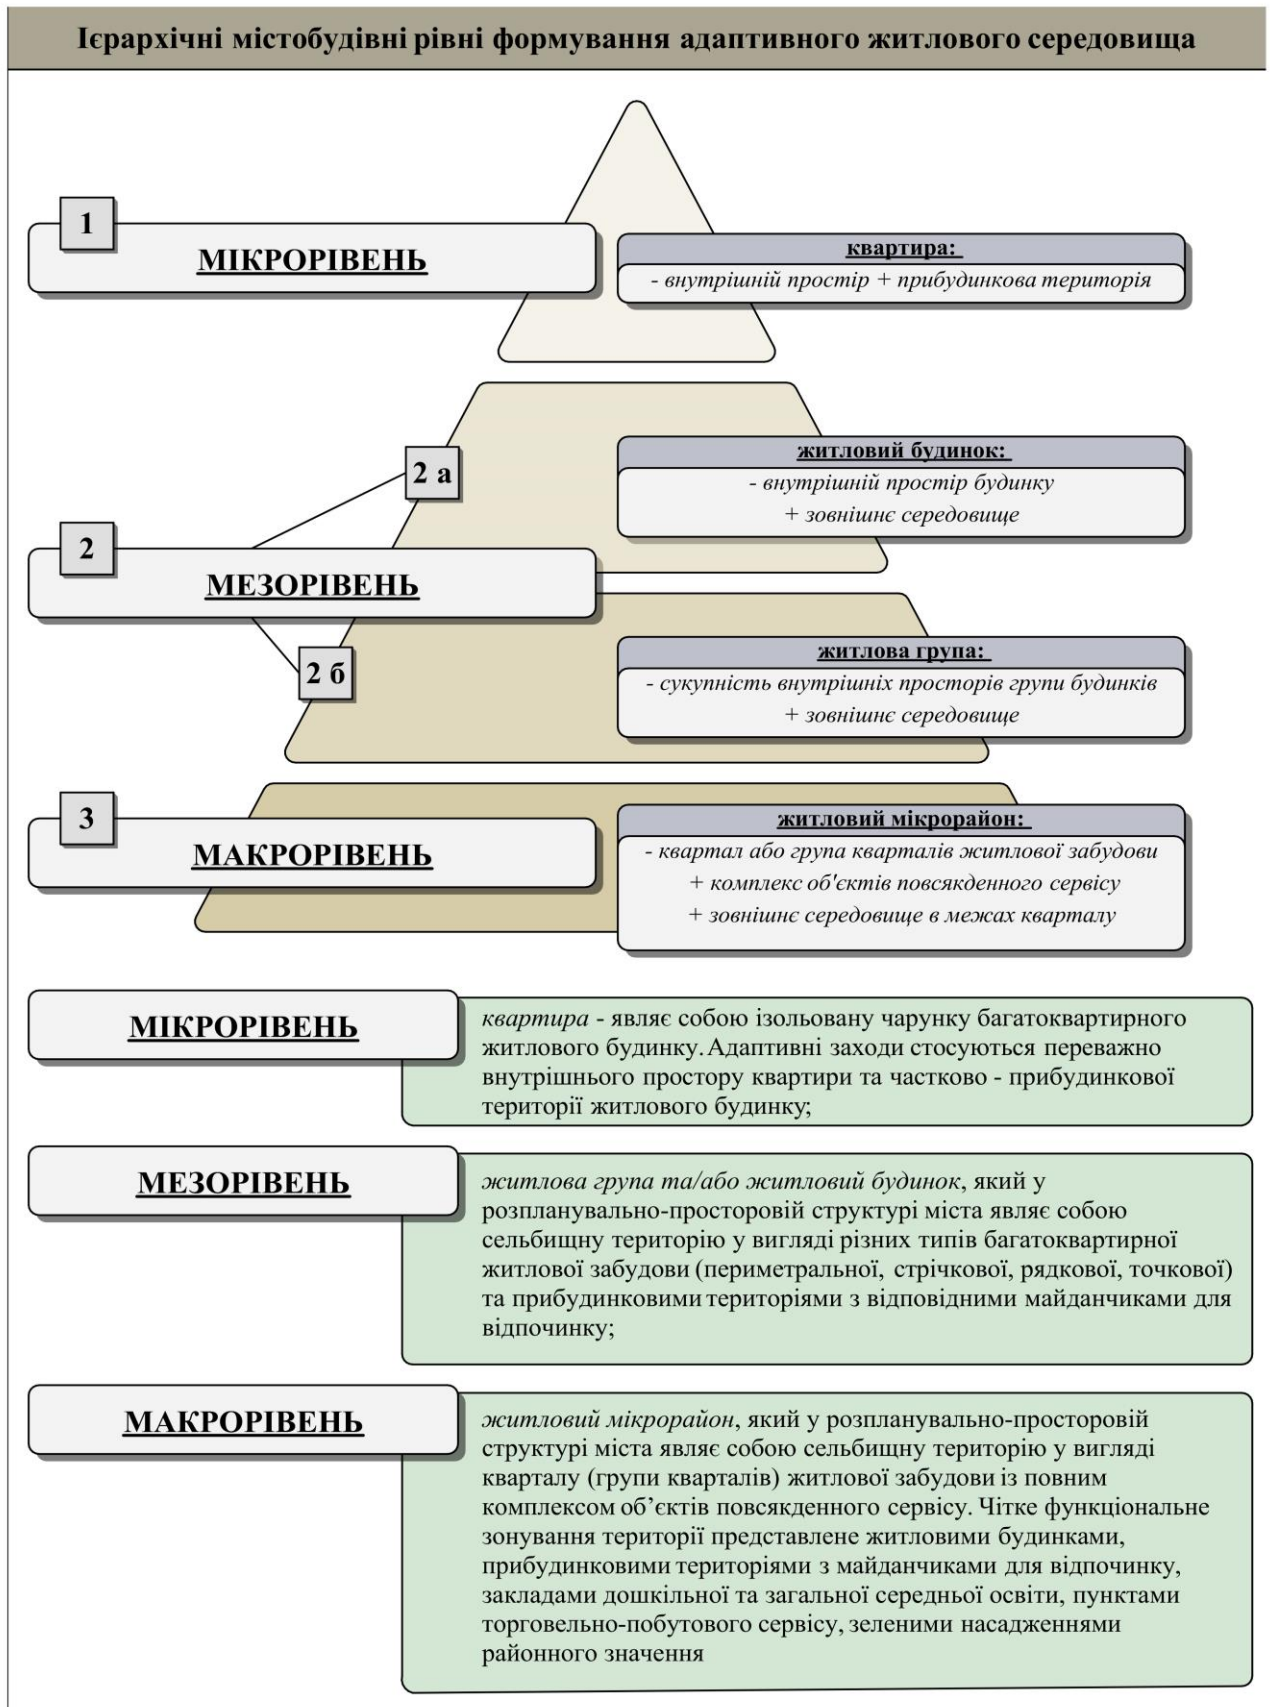 Ієрархічні містобудівні рівні формування адаптивного житлового середовища
1
МІКРОРІВЕНЬ
квартира:
- внутрішній простір + прибудинкова територія
2 а
житловий будинок:
- внутрішній простір будинку
+ зовнішнє середовище
2
МЕЗОРІВЕНЬ
2 б
житлова група:
- сукупність внутрішніх просторів групи будинків
+ зовнішнє середовище
3
МАКРОРІВЕНЬ
житловий мікрорайон:
- квартал або група кварталів житлової забудови
+ комплекс об'єктів повсякденного сервісу
+ зовнішнє середовище в межах кварталу
МІКРОРІВЕНЬ
квартира - являє собою ізольовану чарунку багатоквартирного
житлового будинку. Адаптивні заходи стосуються переважно
внутрішнього простору квартири та частково - прибудинкової
території житлового будинку;
МЕЗОРІВЕНЬ
житлова група та/або житловий будинок, який у
розпланувально-просторовій структурі міста являє собою
сельбищну територію у вигляді різних типів багатоквартирної
житлової забудови (периметральної, стрічкової, рядкової, точкової)
та прибудинковими територіями з відповідними майданчиками для
відпочинку;
МАКРОРІВЕНЬ
житловий мікрорайон, який у розпланувально-просторовій
структурі міста являє собою сельбищну територію у вигляді
кварталу (групи кварталів) житлової забудови із повним
комплексом об’єктів повсякденного сервісу. Чітке функціональне
зонування території представлене житловими будинками,
прибудинковими територіями з майданчиками для відпочинку,
закладами дошкільної та загальної середньої освіти, пунктами
торговельно-побутового сервісу, зеленими насадженнями
районного значення